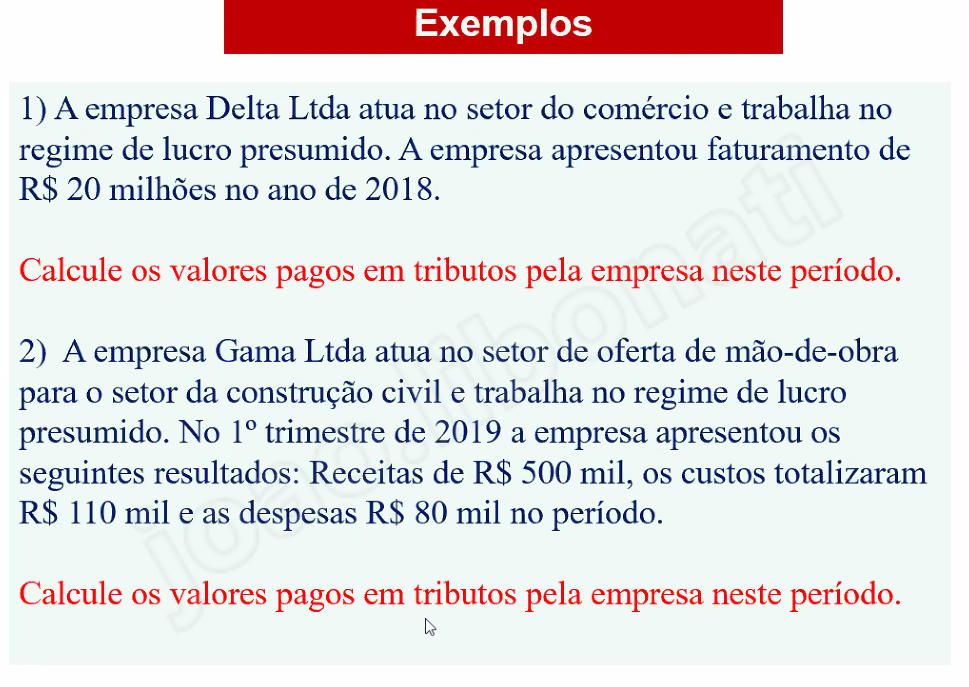 Exemplos
1) A empresa Delta Ltda atua no setor do comércio e trabalha no
regime de lucro presumido. A empresa apresentou faturamento de
R$ 20 milhões no ano de 2018.
Calcule os valores pagos em tributos pela empresa neste período.
2) A empresa Gama Ltda atua no setor de oferta de mão-de-obra
para o setor da construção civil e trabalha no regime de lucro
presumido. No 1º trimestre de 2019 a empresa apresentou os
seguintes resultados: Receitas de R$ 500 mil, os custos totalizaram
R$ 110 mil e as despesas R$ 80 mil no período.
Calcule os valores pagos em tributos pela empresa neste período.
joao.libonati